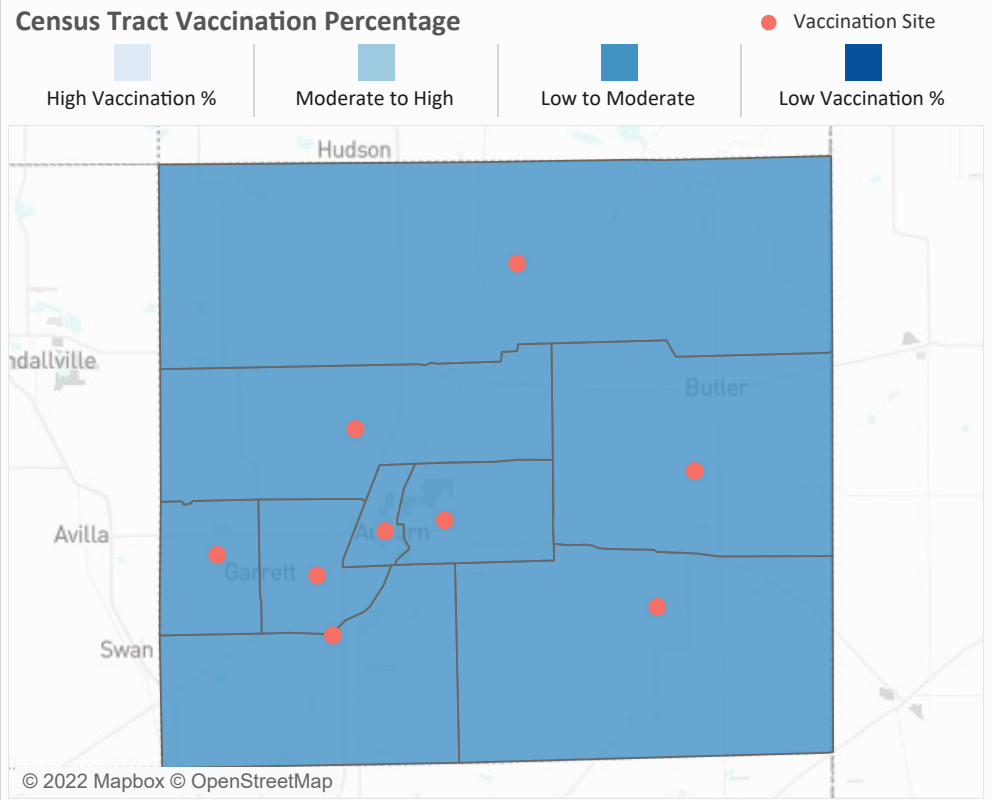 Census Tract Vaccination Percentage
Vaccination Site
High Vaccination %
Moderate to High
Low to Moderate
Low Vaccination %
Hudson
ndallville
Butler
Avilla
Auburn
Garrett
Swan
© 2022 Mapbox © OpenStreetMap